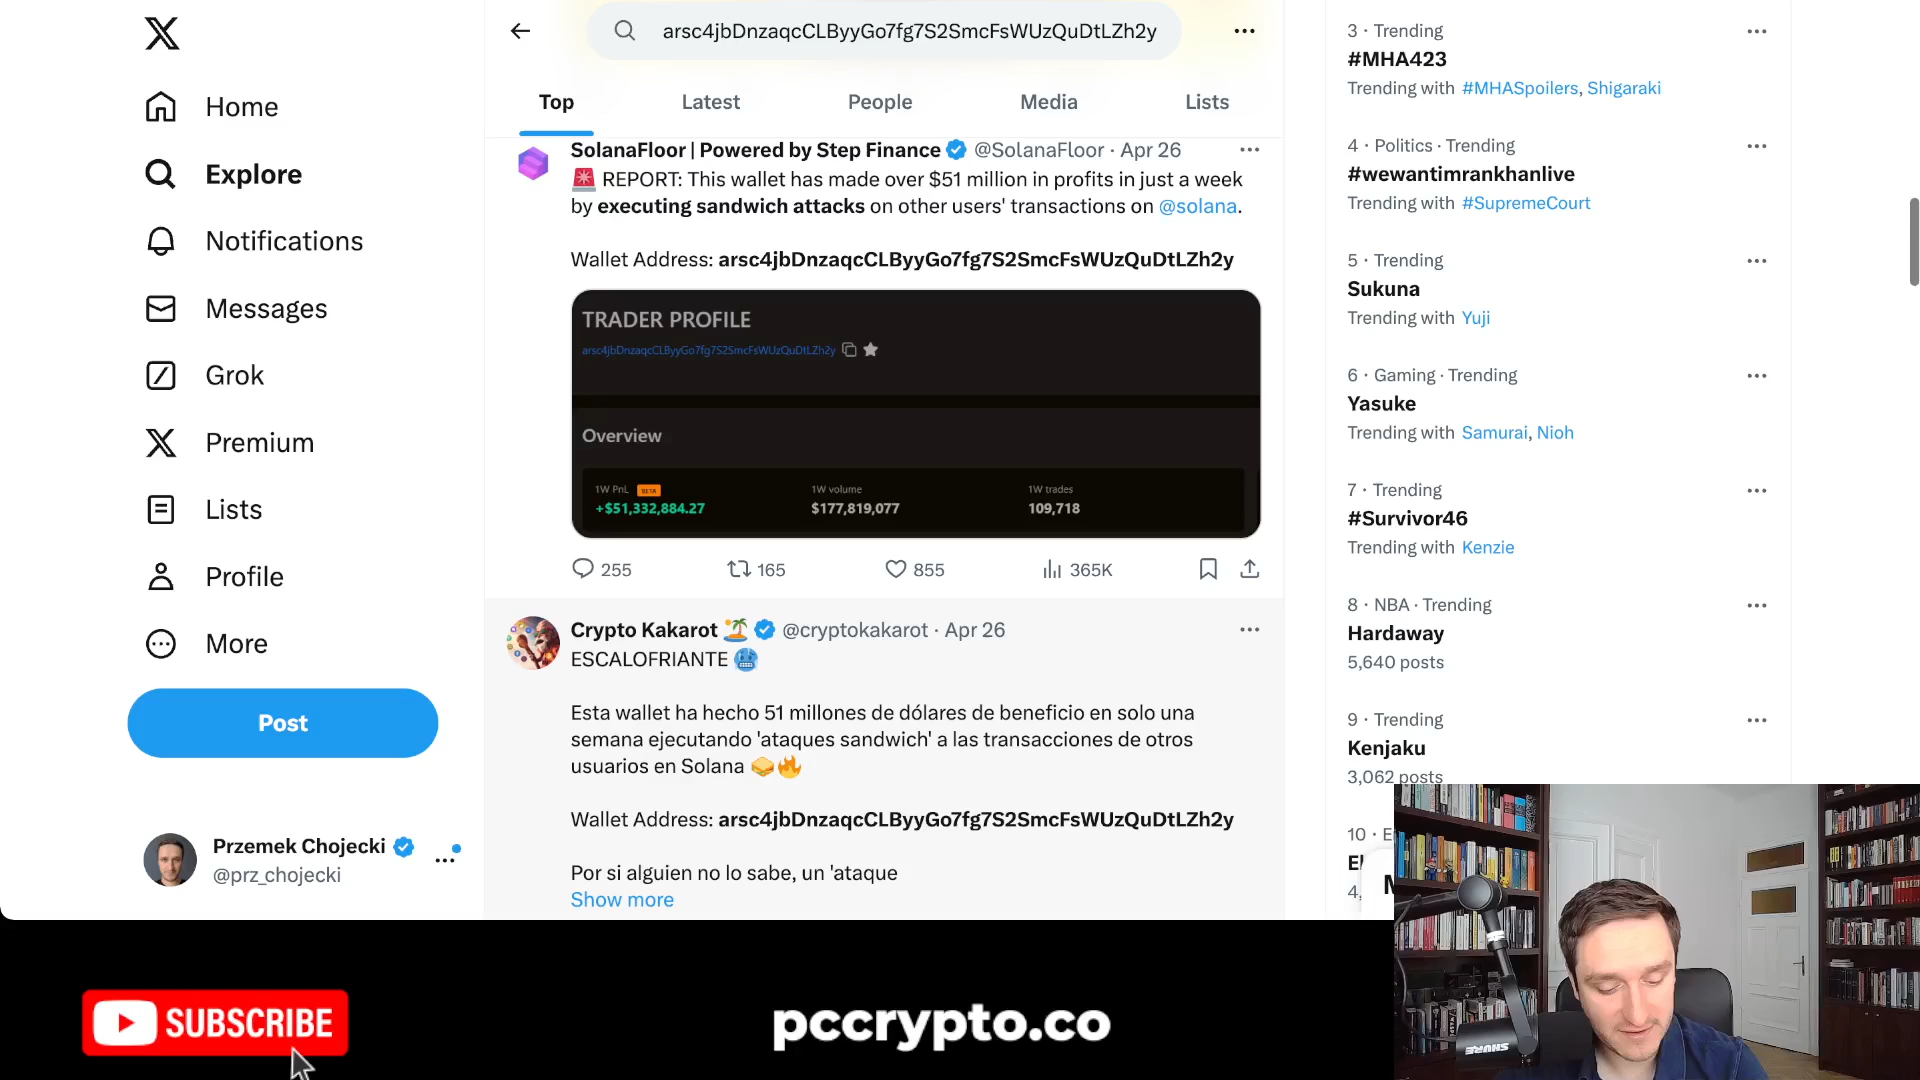 Home
Explore
Notifications
Messages
Grok
Premium
Lists
Profile
More
Post
Przemek Chojecki
@prz_chojecki
arsc4jbDnzaqcCLByyGo7fg7S2SmcFsWUzQuDtLZh2y
Top
Latest
People
Media
Lists
SolanaFloor | Powered by Step Finance @SolanaFloor · Apr 26
REPORT: This wallet has made over $51 million in profits in just a week
by executing sandwich attacks on other users' transactions on @solana.
Wallet Address: arsc4jbDnzaqcCLByyGo7fg7S2SmcFsWUzQuDtLZh2y
TRADER PROFILE
arsc4jbDnzaqcCLByyGo7fg7S2SmcFsWUzQuDtLZh2y
Overview
1W PnL BETA
+$51,332,884.27
1W volume
$177,819,077
1W trades
109,718
255
165
855
365K
Crypto Kakarot @cryptokakarot · Apr 26
ESCALOFRIANTE
Esta wallet ha hecho 51 millones de dólares de beneficio en solo una
semana ejecutando 'ataques sandwich' a las transacciones de otros
usuarios en Solana
Wallet Address: arsc4jbDnzaqcCLByyGo7fg7S2SmcFsWUzQuDtLZh2y
Por si alguien no lo sabe, un 'ataque
Show more
3 · Trending
#MHA423
Trending with #MHASpoilers, Shigaraki
4 · Politics · Trending
#wewantimrankhanlive
Trending with #SupremeCourt
5 · Trending
Sukuna
Trending with Yuji
6 · Gaming · Trending
Yasuke
Trending with Samurai, Nioh
7 · Trending
#Survivor46
Trending with Kenzie
8 · NBA · Trending
Hardaway
5,640 posts
9 · Trending
Kenjaku
3,062 posts
10 · E
SUBSCRIBE
pccrypto.co
SHURE